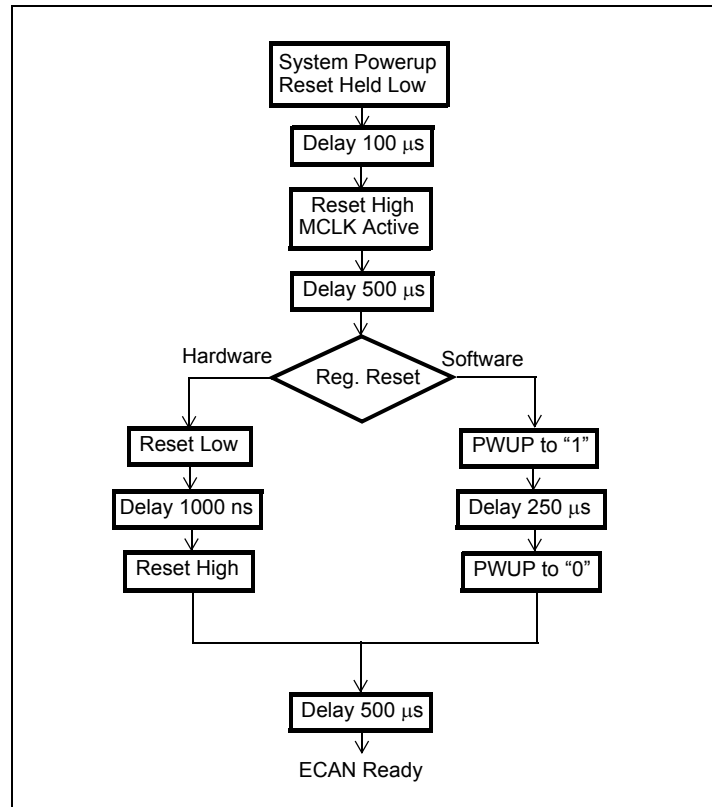 System Powerup
Reset Held Low
Delay 100 μs
Reset High
MCLK Active
Delay 500 μs
Hardware
Software
Reg. Reset
Reset Low
PWUP to “1”
Delay 1000 ns
Delay 250 μs
Reset High
PWUP to “0”
Delay 500 μs
ECAN Ready